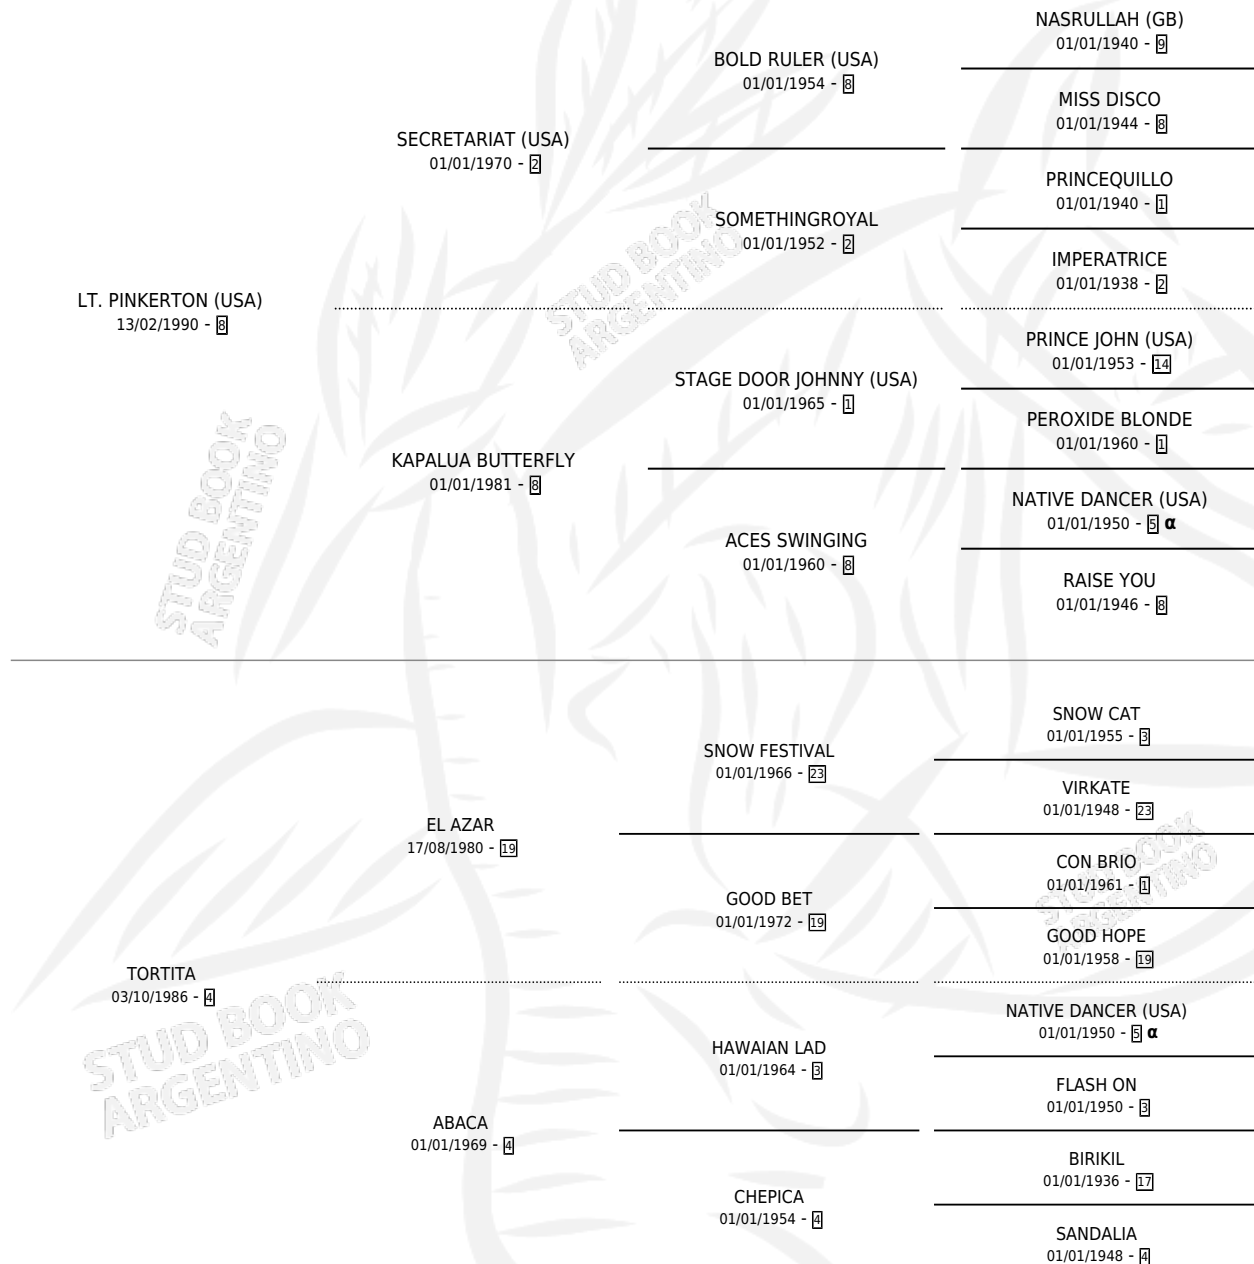 NASRULLAH (GB)
01/01/1940 - 9
BOLD RULER (USA)
01/01/1954 - 8
MISS DISCO
01/01/1944 - 8
SECRETARIAT (USA)
01/01/1970 - 2
PRINCEQUILLO
01/01/1940 - 1
SOMETHINGROYAL
01/01/1952 - 2
IMPERATRICE
01/01/1938 - 2
LT. PINKERTON (USA)
13/02/1990 - 8
STUD BOOK
ARGENTINO
PRINCE JOHN (USA)
01/01/1953 - 14
STAGE DOOR JOHNNY (USA)
01/01/1965 - 1
PEROXIDE BLONDE
01/01/1960 - 1
KAPALUA BUTTERFLY
01/01/1981 - 8
NATIVE DANCER (USA)
01/01/1950 - 5 α
ACES SWINGING
01/01/1960 - 8
RAISE YOU
01/01/1946 - 8
STUD BOOK
ARGENTINO
SNOW CAT
01/01/1955 - 3
SNOW FESTIVAL
01/01/1966 - 23
VIRKATE
01/01/1948 - 23
EL AZAR
17/08/1980 - 19
CON BRIO
01/01/1961 - 1
STUD BOOK
ARGENTINO
GOOD BET
01/01/1972 - 19
GOOD HOPE
01/01/1958 - 19
TORTITA
03/10/1986 - 4
STUD BOOK
ARGENTINO
NATIVE DANCER (USA)
01/01/1950 - 5 α
HAWAIAN LAD
01/01/1964 - 3
FLASH ON
01/01/1950 - 3
ABACA
01/01/1969 - 4
BIRIKIL
01/01/1936 - 17
CHEPICA
01/01/1954 - 4
SANDALIA
01/01/1948 - 4